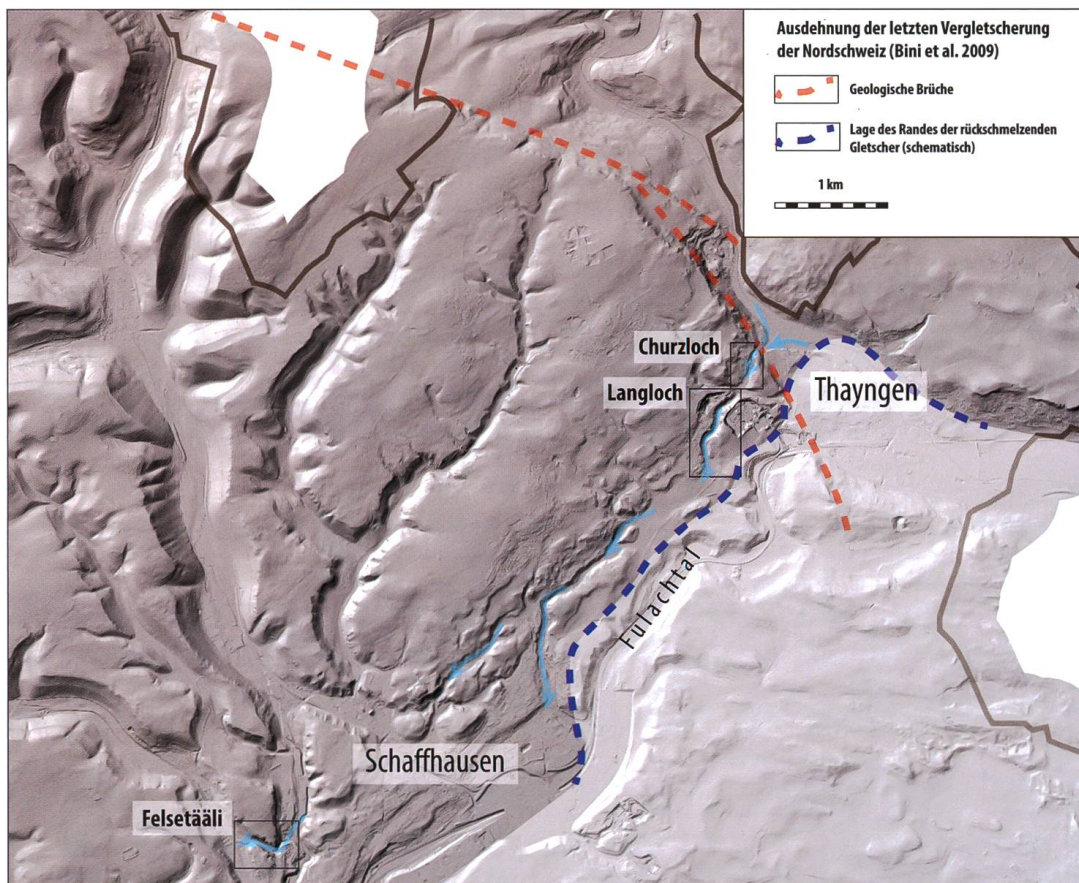 Ausdehnung der letzten Vergletscherung
der Nordschweiz (Bini et al. 2009)
Geologische Brüche
Lage des Randes der rückschmelzenden
Gletscher (schematisch)
1 km
Churzloch
Langloch
Thayngen
Fulachtal
Schaffhausen
Felsetääli